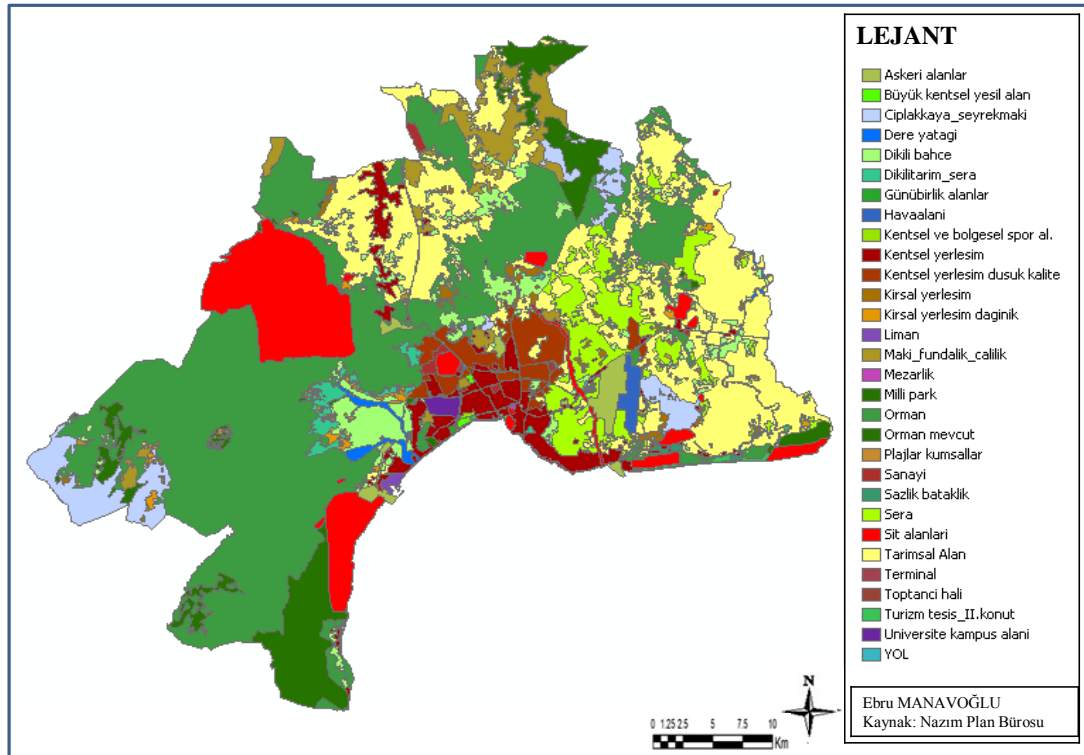 LEJANT
Askeri alanlar
Büyük kentsel yesil alan
Ciplakkaya_seyrekmaki
Dere yatagi
Dikili bahce
Dikilitarim_sera
Günübirlik alanlar
Havaalani
Kentsel ve bolgesel spor al.
Kentsel yerlesim
Kentsel yerlesim dusuk kalite
Kirsal yerlesim
Kirsal yerlesim daginik
Liman
Maki_fundalik_calilik
Mezarlik
Milli park
Orman
Orman mevcut
Plajlar kumsallar
Sanayi
Sazlik bataklik
Sera
Sit alanlari
Tarimsal Alan
Terminal
Toptanci hali
Turizm tesis_II.konut
Universite kampus alani
YOL
N
0 1.25 2.5 5 7.5 10
Km
Ebru MANAVOĞLU
Kaynak: Nazım Plan Bürosu